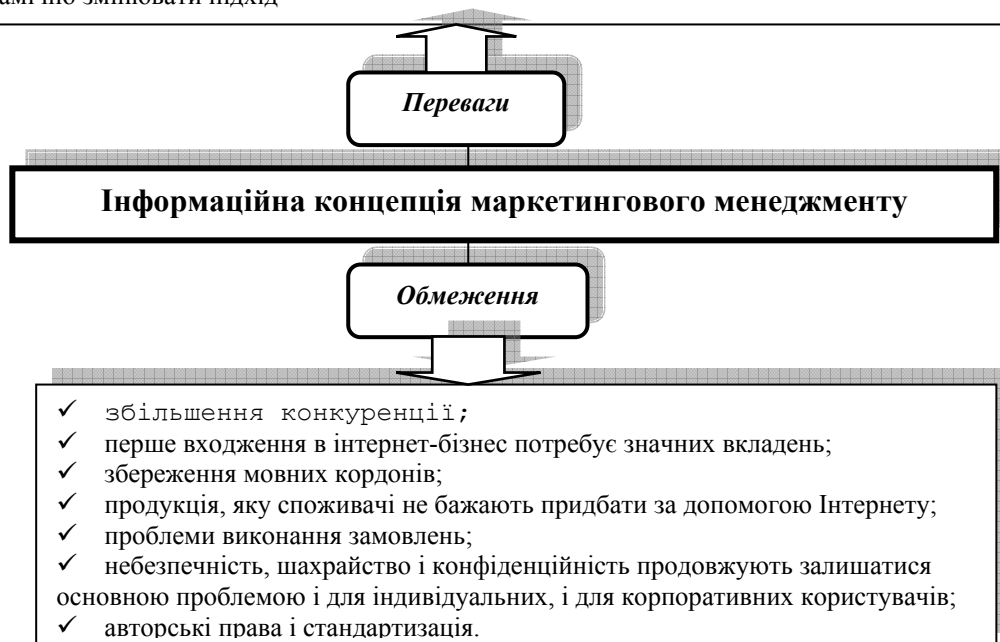 змінювати підхід
Переваги
Інформаційна концепція маркетингового менеджменту
Обмеження
✓ збільшення конкуренції;
✓ перше входження в інтернет-бізнес потребує значних вкладень;
✓ збереження мовних кордонів;
✓ продукція, яку споживачі не бажають придбати за допомогою Інтернету;
✓ проблеми виконання замовлень;
✓ небезпечність, шахрайство і конфіденційність продовжують залишатися
основною проблемою і для індивідуальних, і для корпоративних користувачів;
✓ авторські права і стандартизація.